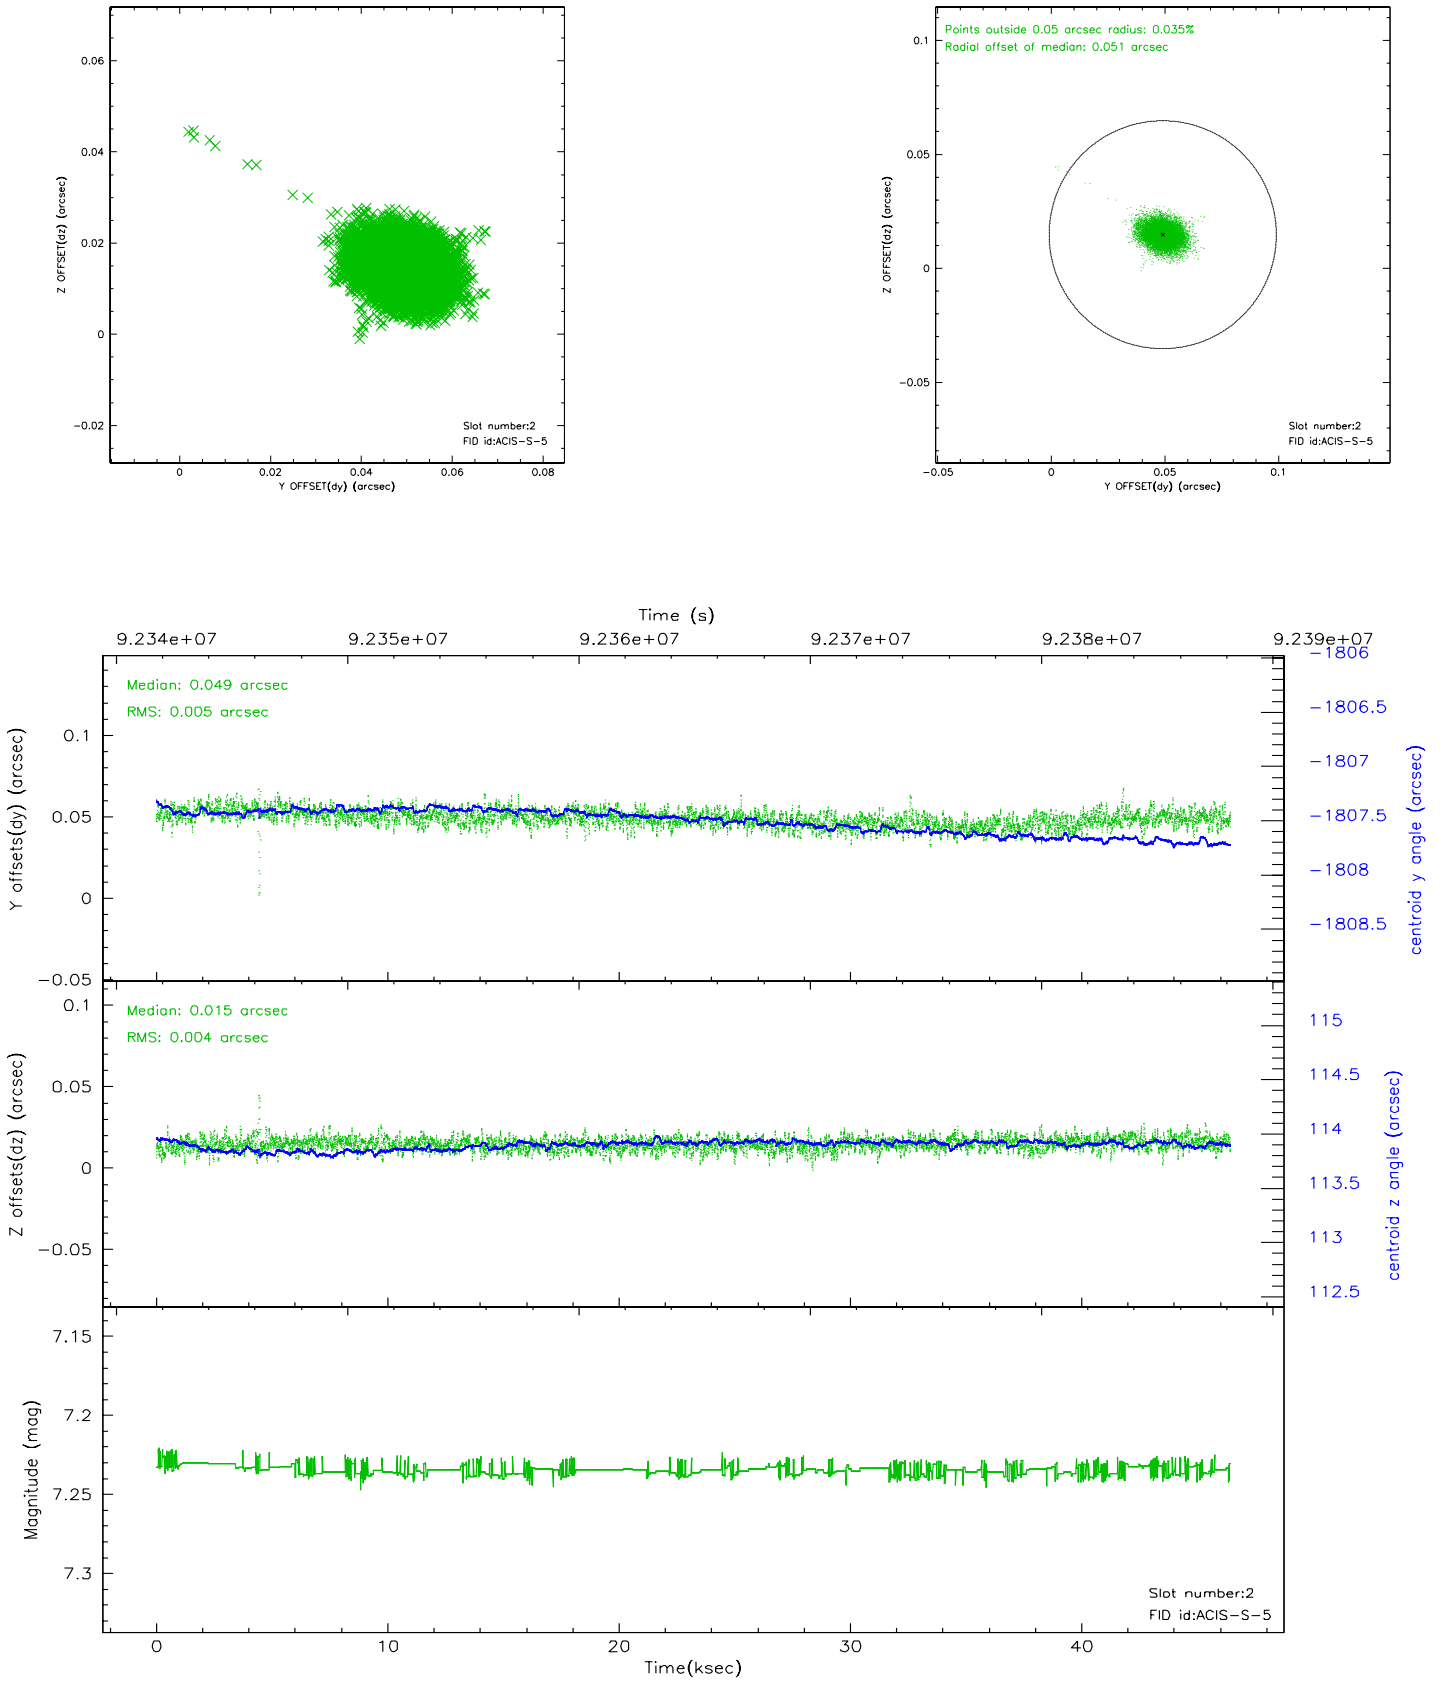 0.06
0.04
0.02
0
-0.02
Z OFFSET(dz) (arcsec)
Slot number:2
FID id:ACIS-S-5
0 0.02 0.04 0.06 0.08
Y OFFSET(dy) (arcsec)
Points outside 0.05 arcsec radius: 0.035%
Radial offset of median: 0.051 arcsec
0.1
0.05
0
-0.05
Z OFFSET(dz) (arcsec)
Slot number:2
FID id:ACIS-S-5
-0.05 0 0.05 0.1
Y OFFSET(dy) (arcsec)
Time (s)
9.234e+07 9.235e+07 9.236e+07 9.237e+07 9.238e+07 9.239e+07
Median: 0.049 arcsec
RMS: 0.005 arcsec
0.1
0.05
0
-0.05
Y offsets(dy) (arcsec)
-1806
-1806.5
-1807
-1807.5
-1808
-1808.5
centroid y angle (arcsec)
Median: 0.015 arcsec
RMS: 0.004 arcsec
0.1
0.05
0
-0.05
Z offsets(dz) (arcsec)
115
114.5
114
113.5
113
112.5
centroid z angle (arcsec)
7.15
7.2
7.25
7.3
Magnitude (mag)
Slot number:2
FID id:ACIS-S-5
0 10 20 30 40
Time(ksec)